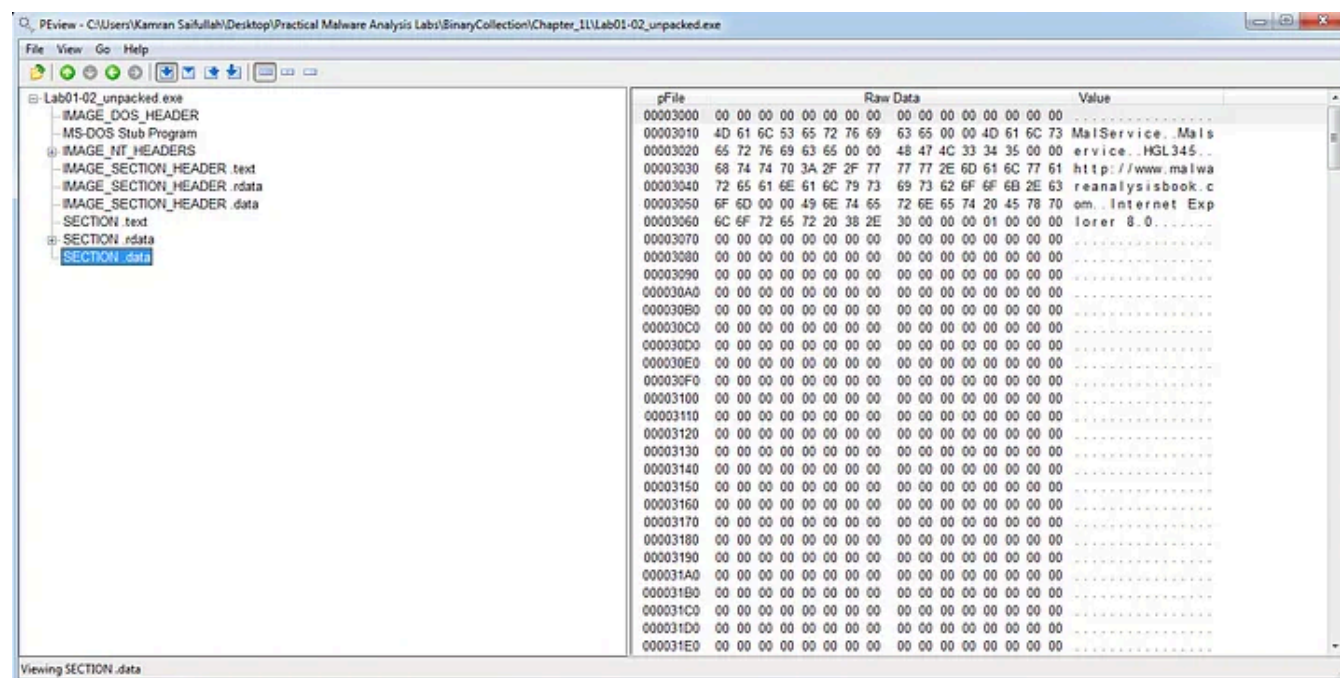 PEview - C:\Users\Kamran Saifullah\Desktop\Practical Malware Analysis Labs\BinaryCollection\Chapter_1L\Lab01-02_unpacked.exe
File View Go Help
Lab01-02_unpacked.exe
IMAGE_DOS_HEADER
MS-DOS Stub Program
IMAGE_NT_HEADERS
IMAGE_SECTION_HEADER .text
IMAGE_SECTION_HEADER .rdata
IMAGE_SECTION_HEADER .data
SECTION .text
SECTION .rdata
SECTION .data
pFile Raw Data Value
00003000 00 00 00 00 00 00 00 00 00 00 00 00 00 00 00 00 ................
00003010 4D 61 6C 53 65 72 76 69 63 65 00 00 4D 61 6C 73 MalService..Mals
00003020 65 72 76 69 63 65 00 00 48 47 4C 33 34 35 00 00 ervice..HGL345..
00003030 68 74 74 70 3A 2F 2F 77 77 77 2E 6D 61 6C 77 61 http://www.malwa
00003040 72 65 61 6E 61 6C 79 73 69 73 62 6F 6F 6B 2E 63 reanalysisbook.c
00003050 6F 6D 00 00 49 6E 74 65 72 6E 65 74 20 45 78 70 om..Internet Exp
00003060 6C 6F 72 65 72 20 38 2E 30 00 00 00 01 00 00 00 lorer 8.0.......
00003070 00 00 00 00 00 00 00 00 00 00 00 00 00 00 00 00 ................
00003080 00 00 00 00 00 00 00 00 00 00 00 00 00 00 00 00 ................
00003090 00 00 00 00 00 00 00 00 00 00 00 00 00 00 00 00 ................
000030A0 00 00 00 00 00 00 00 00 00 00 00 00 00 00 00 00 ................
000030B0 00 00 00 00 00 00 00 00 00 00 00 00 00 00 00 00 ................
000030C0 00 00 00 00 00 00 00 00 00 00 00 00 00 00 00 00 ................
000030D0 00 00 00 00 00 00 00 00 00 00 00 00 00 00 00 00 ................
000030E0 00 00 00 00 00 00 00 00 00 00 00 00 00 00 00 00 ................
000030F0 00 00 00 00 00 00 00 00 00 00 00 00 00 00 00 00 ................
00003100 00 00 00 00 00 00 00 00 00 00 00 00 00 00 00 00 ................
00003110 00 00 00 00 00 00 00 00 00 00 00 00 00 00 00 00 ................
00003120 00 00 00 00 00 00 00 00 00 00 00 00 00 00 00 00 ................
00003130 00 00 00 00 00 00 00 00 00 00 00 00 00 00 00 00 ................
00003140 00 00 00 00 00 00 00 00 00 00 00 00 00 00 00 00 ................
00003150 00 00 00 00 00 00 00 00 00 00 00 00 00 00 00 00 ................
00003160 00 00 00 00 00 00 00 00 00 00 00 00 00 00 00 00 ................
00003170 00 00 00 00 00 00 00 00 00 00 00 00 00 00 00 00 ................
00003180 00 00 00 00 00 00 00 00 00 00 00 00 00 00 00 00 ................
00003190 00 00 00 00 00 00 00 00 00 00 00 00 00 00 00 00 ................
000031A0 00 00 00 00 00 00 00 00 00 00 00 00 00 00 00 00 ................
000031B0 00 00 00 00 00 00 00 00 00 00 00 00 00 00 00 00 ................
000031C0 00 00 00 00 00 00 00 00 00 00 00 00 00 00 00 00 ................
000031D0 00 00 00 00 00 00 00 00 00 00 00 00 00 00 00 00 ................
000031E0 00 00 00 00 00 00 00 00 00 00 00 00 00 00 00 00 ................
Viewing SECTION .data